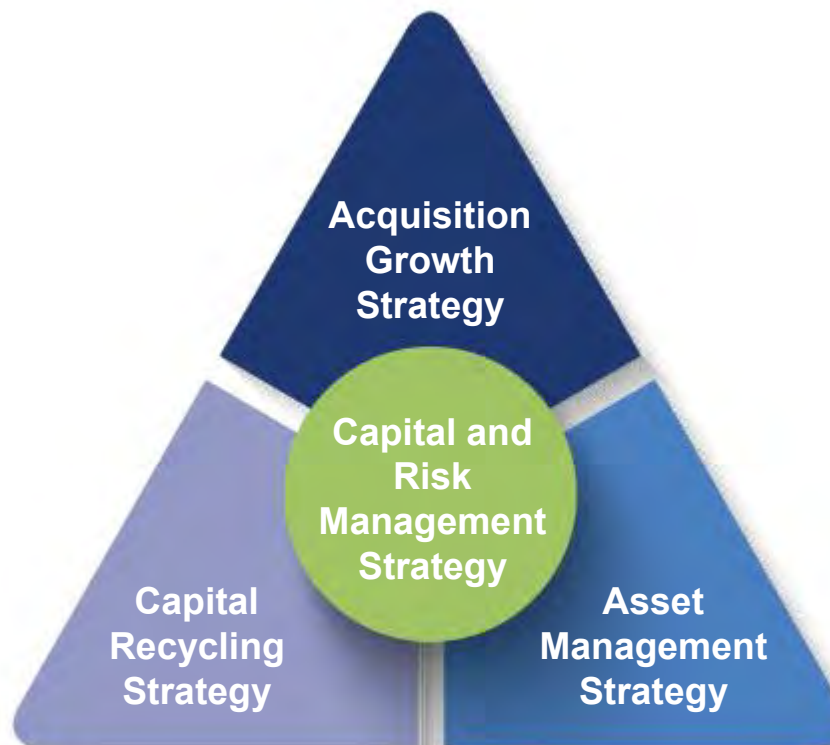 Acquisition
Growth
Strategy
Capital and
Risk
Management
Strategy
Capital
Recycling
Strategy
Asset
Management
Strategy